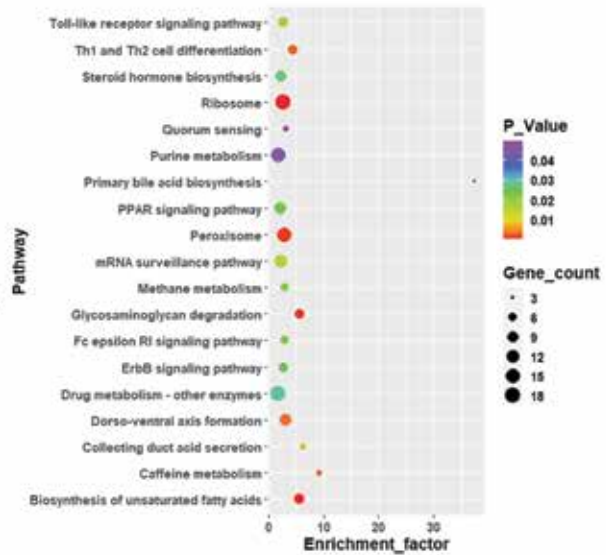 Toll-like receptor signaling pathway
Th1 and Th2 cell differentiation
Steroid hormone biosynthesis
Ribosome
Quorum sensing
Purine metabolism
Primary bile acid biosynthesis
PPAR signaling pathway
Peroxisome
mRNA surveillance pathway
Methane metabolism
Glycosaminoglycan degradation
Fc epsilon RI signaling pathway
ErbB signaling pathway
Drug metabolism - other enzymes
Dorso-ventral axis formation
Collecting duct acid secretion
Caffeine metabolism
Biosynthesis of unsaturated fatty acids
Pathway
0 10 20 30
Enrichment_factor
P_Value
0.04
0.03
0.02
0.01
Gene_count
3
6
9
12
15
18